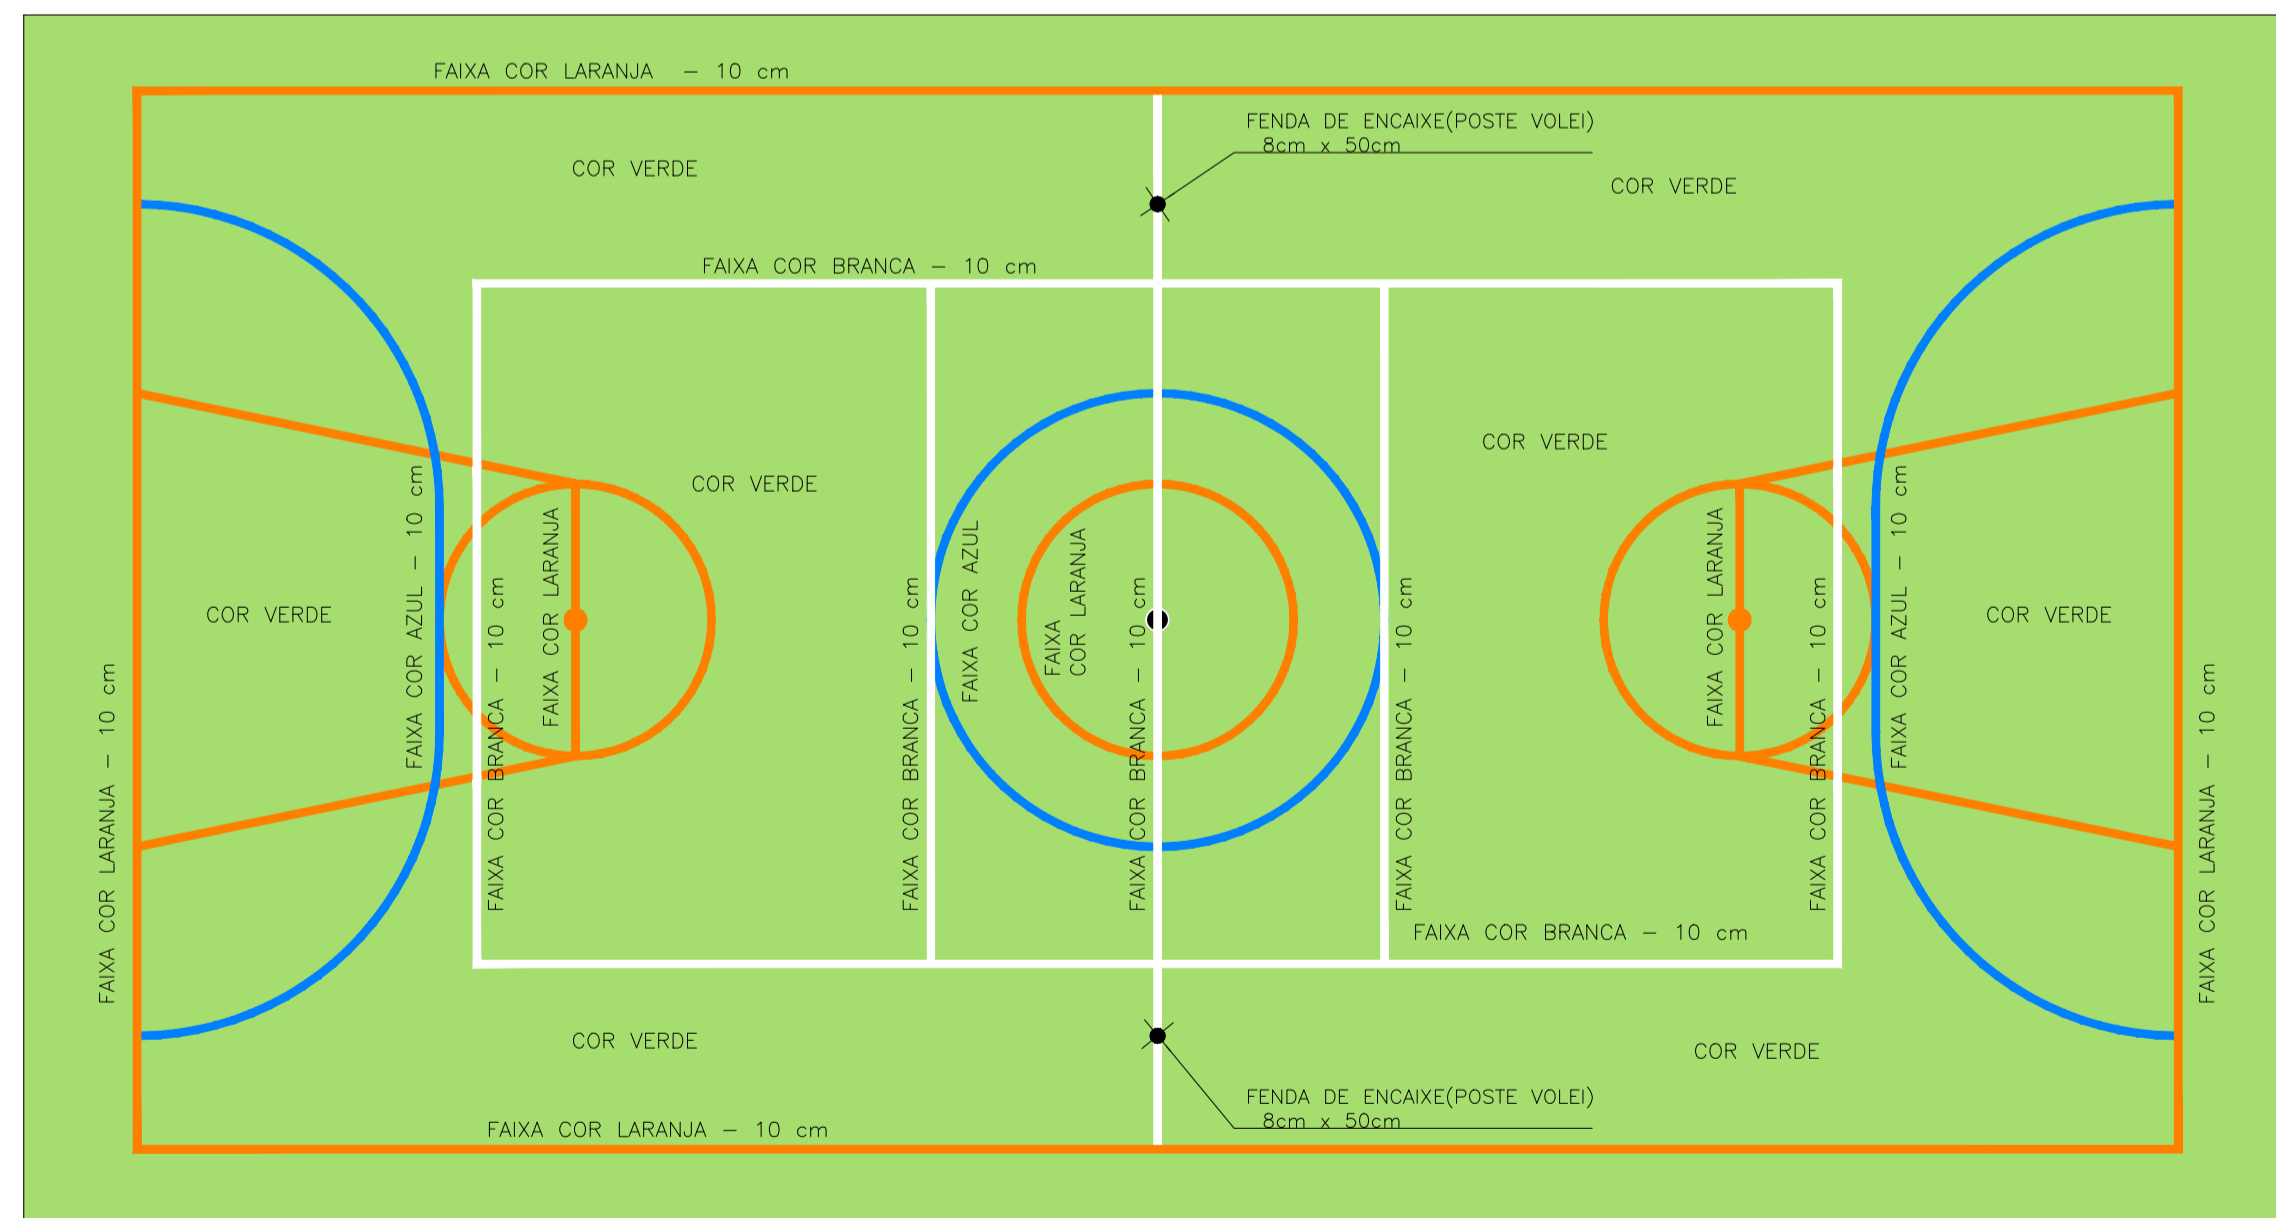 FAIXA COR LARANJA - 10 cm
FENDA DE ENCAIXE(POSTE VOLEI)
8cm x 50cm
COR VERDE
COR VERDE
FAIXA COR BRANCA - 10 cm
COR VERDE
COR VERDE
COR VERDE
COR VERDE
FAIXA COR LARANJA - 10 cm
FAIXA COR AZUL - 10 cm
FAIXA COR BRANCA - 10 cm
FAIXA COR LARANJA
FAIXA COR BRANCA - 10 cm
FAIXA COR AZUL
FAIXA
COR LARANJA
FAIXA COR BRANCA - 10 cm
FAIXA COR BRANCA - 10 cm
FAIXA COR LARANJA
FAIXA COR BRANCA - 10 cm
FAIXA COR AZUL - 10 cm
FAIXA COR LARANJA - 10 cm
FAIXA COR BRANCA - 10 cm
COR VERDE
COR VERDE
FENDA DE ENCAIXE(POSTE VOLEI)
8cm x 50cm
FAIXA COR LARANJA - 10 cm